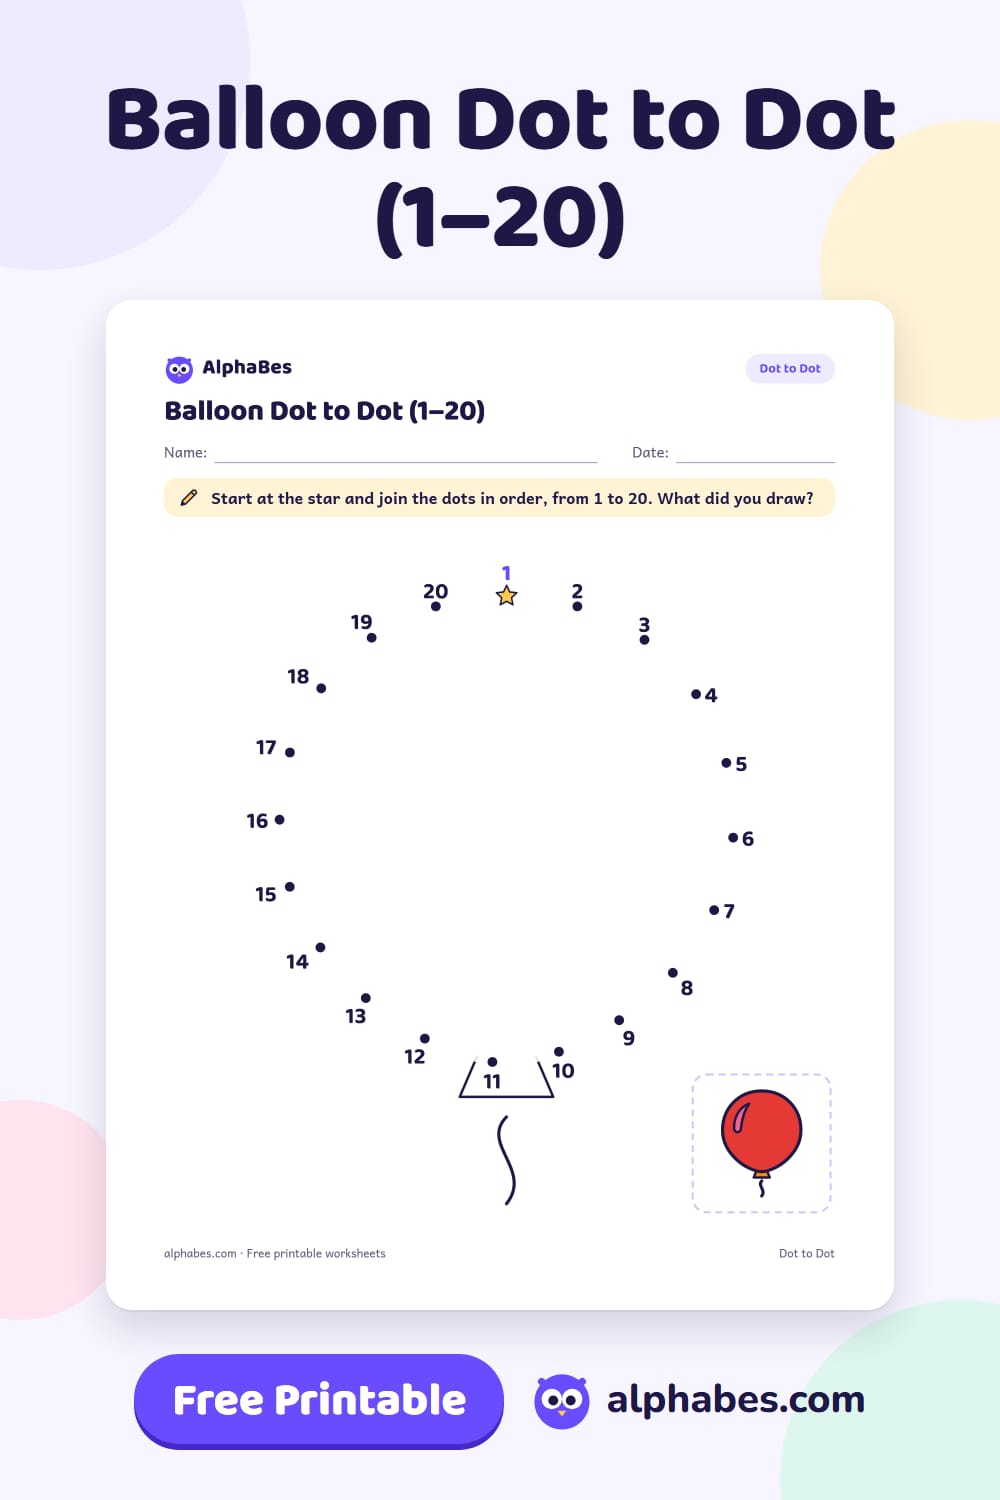 Balloon Dot to Dot
(1–20)
AlphaBes
Dot to Dot
Balloon Dot to Dot (1–20)
Name:
Date:
Start at the star and join the dots in order, from 1 to 20. What did you draw?
1
20
2
19
3
18
4
17
5
16
6
15
7
14
8
13
9
12
10
11
alphabes.com · Free printable worksheets
Dot to Dot
Free Printable
alphabes.com